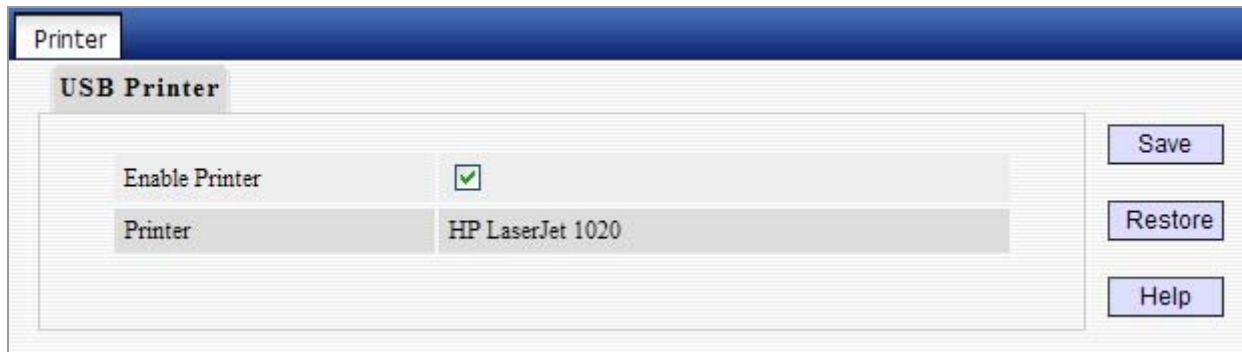 Printer
USB Printer
Enable Printer
Printer HP LaserJet 1020
Save
Restore
Help